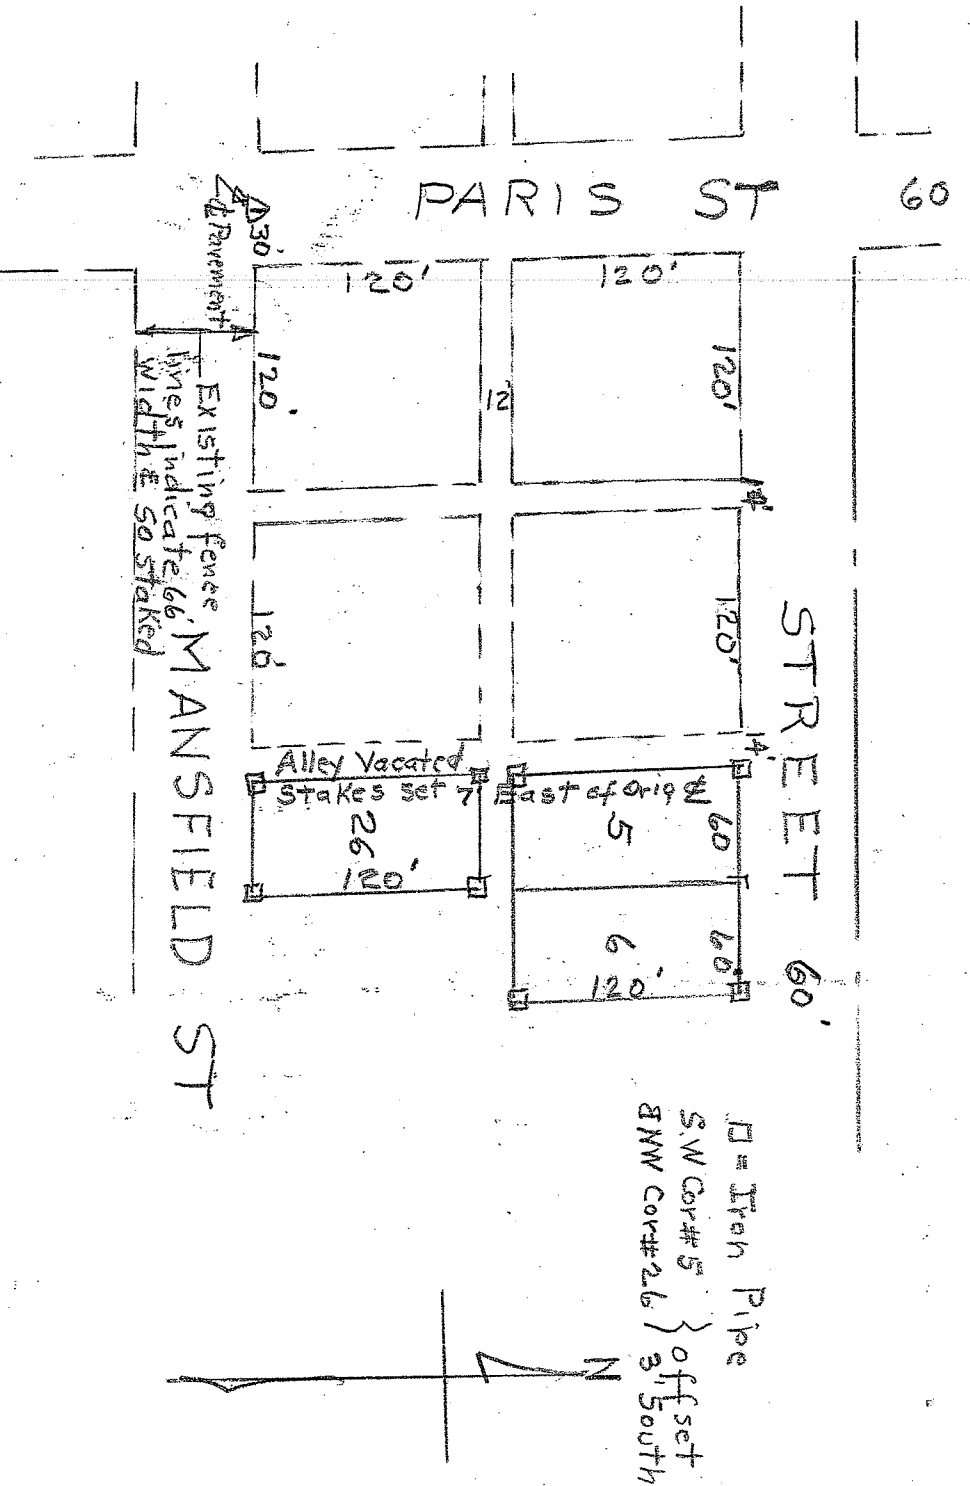 PARIS ST 60
30'
₵ Pavement
120'
120'
120'
120'
12'
14'
Existing fence
lines indicate 66'
width & so staked
MANSFIELD ST
120'
120'
STREET 60'
14'
Alley Vacated
Stakes set 7' East of Orig ₵
26
120'
5
60
6
60'
120'
□ = Iron Pipe
S.W Cor #5 } offset
& NW Cor #26 } 3' South
N